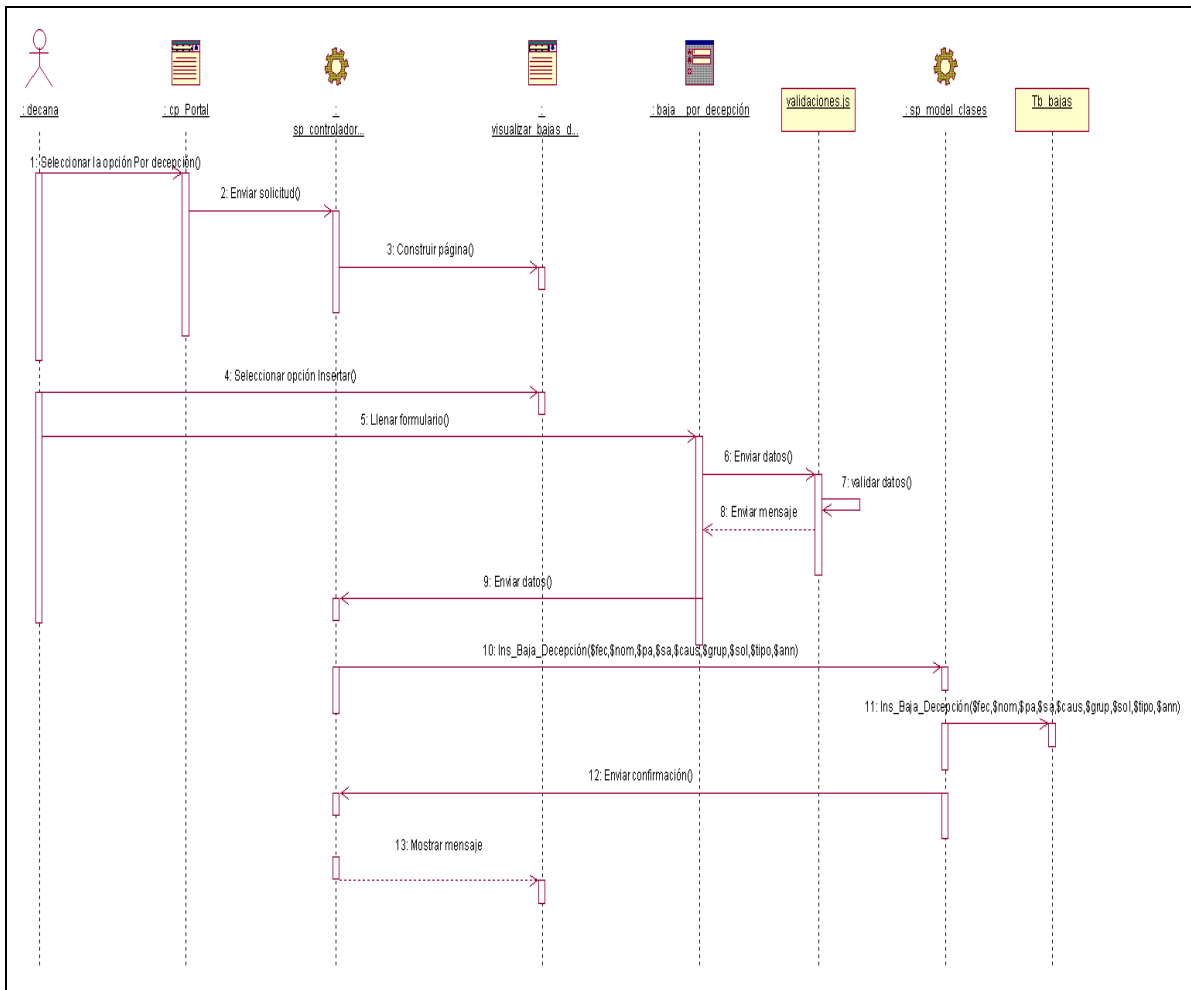 : decana
: cp_Portal
:
sp_controlador...
:
visualizar_bajas_d...
: baja__por_decepción
validaciones.js
: sp_model_clases
Tb_bajas
1: Seleccionar la opción Por decepción()
2: Enviar solicitud()
3: Construir página()
4: Seleccionar opción Insertar()
5: Llenar formulario()
6: Enviar datos()
7: validar datos()
8: Enviar mensaje
9: Enviar datos()
10: Ins_Baja_Decepción($fec,$nom,$pa,$sa,$caus,$grup,$sol,$tipo,$ann)
11: Ins_Baja_Decepción($fec,$nom,$pa,$sa,$caus,$grup,$sol,$tipo,$ann)
12: Enviar confirmación()
13: Mostrar mensaje